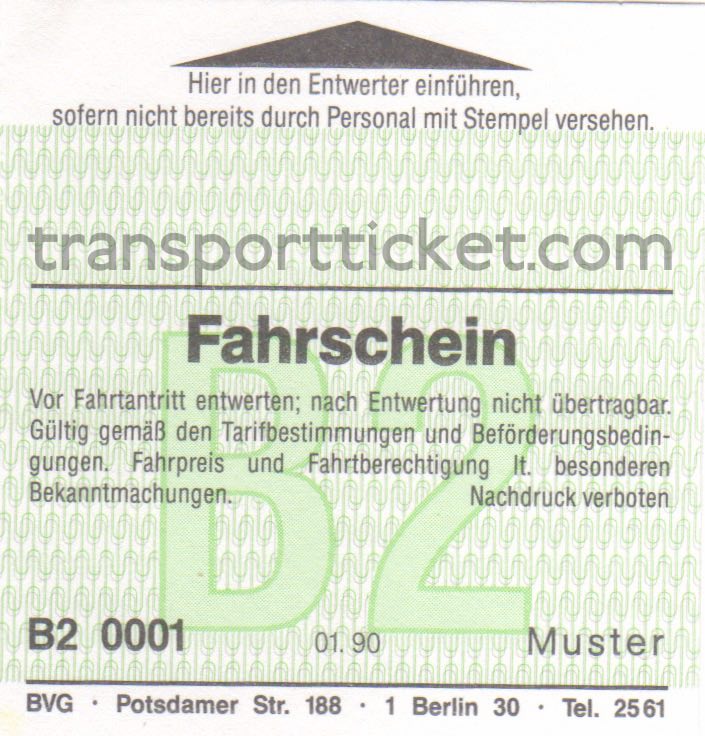 Hier in den Entwerter einführen,
sofern nicht bereits durch Personal mit Stempel versehen.
transportticket.com
Fahrschein
B2
Vor Fahrtantritt entwerten; nach Entwertung nicht übertragbar.
Gültig gemäß den Tarifbestimmungen und Beförderungsbedin-
gungen. Fahrpreis und Fahrtberechtigung lt. besonderen
Bekanntmachungen. Nachdruck verboten
B2 0001 01. 90 Muster
BVG · Potsdamer Str. 188 · 1 Berlin 30 · Tel. 25 61